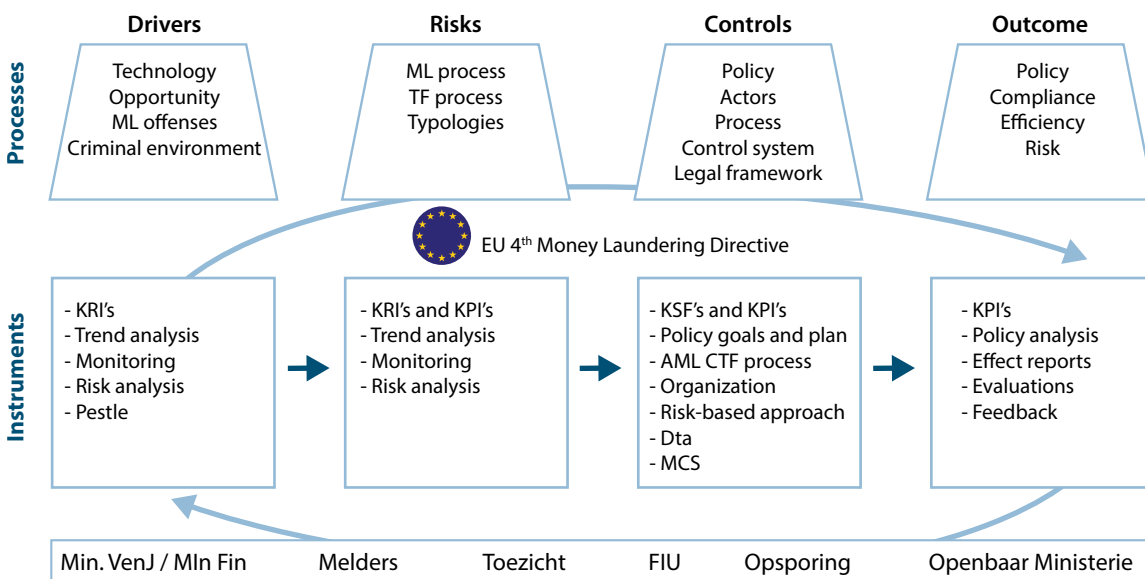 Drivers
Risks
Controls
Outcome
Processes
Technology
Opportunity
ML offenses
Criminal environment
ML process
TF process
Typologies
Policy
Actors
Process
Control system
Legal framework
Policy
Compliance
Efficiency
Risk
EU 4th Money Laundering Directive
Instruments
- KRI's
- Trend analysis
- Monitoring
- Risk analysis
- Pestle
- KRI's and KPI's
- Trend analysis
- Monitoring
- Risk analysis
- KSF's and KPI's
- Policy goals and plan
- AML CTF process
- Organization
- Risk-based approach
- Dta
- MCS
- KPI's
- Policy analysis
- Effect reports
- Evaluations
- Feedback
Min. VenJ / MIn Fin
Melders
Toezicht
FIU
Opsporing
Openbaar Ministerie